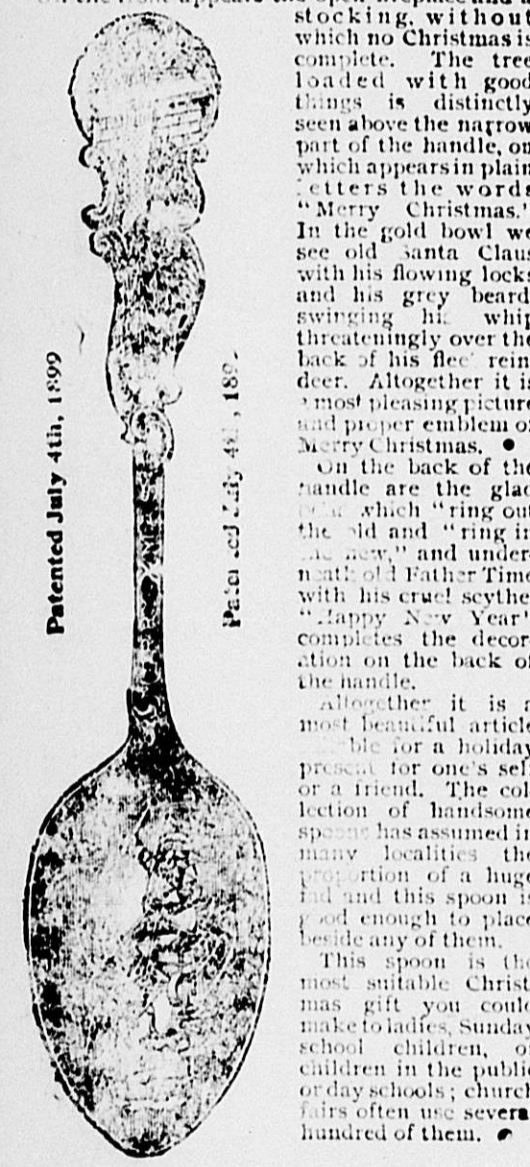 stocking, without
which no Christmas is
complete. The tree
loaded with good
things is distinctly
seen above the narrow
part of the handle, on
which appears in plain
etters the words
"Merry Christmas."
In the gold bowl we
see old Santa Claus
with his flowing locks
and his grey beard
swinging his whip
threateningly over the
back of his flee rein
deer. Altogether it is
a most pleasing picture
and proper emblem of
Merry Christmas.
On the back of the
handle are the glad
which "ring out
the old and "ring in
the new," and under-
neath old Father Time
with his cruel scythe
"Happy New Year"
completes the decor-
ation on the back of
the handle.
Altogether it is a
most beautiful article
for a holiday
present for one's self
or a friend. The col-
lection of handsome
spoons has assumed in
many localities the
proportion of a huge
fad and this spoon is
good enough to place
beside any of them.
This spoon is the
most suitable Christ
mas gift you could
make to ladies, Sunday
school children, or
children in the public
or day schools; church
fairs often use several
hundred of them.
Patented July 4th, 1899
Patented July 4th, 189